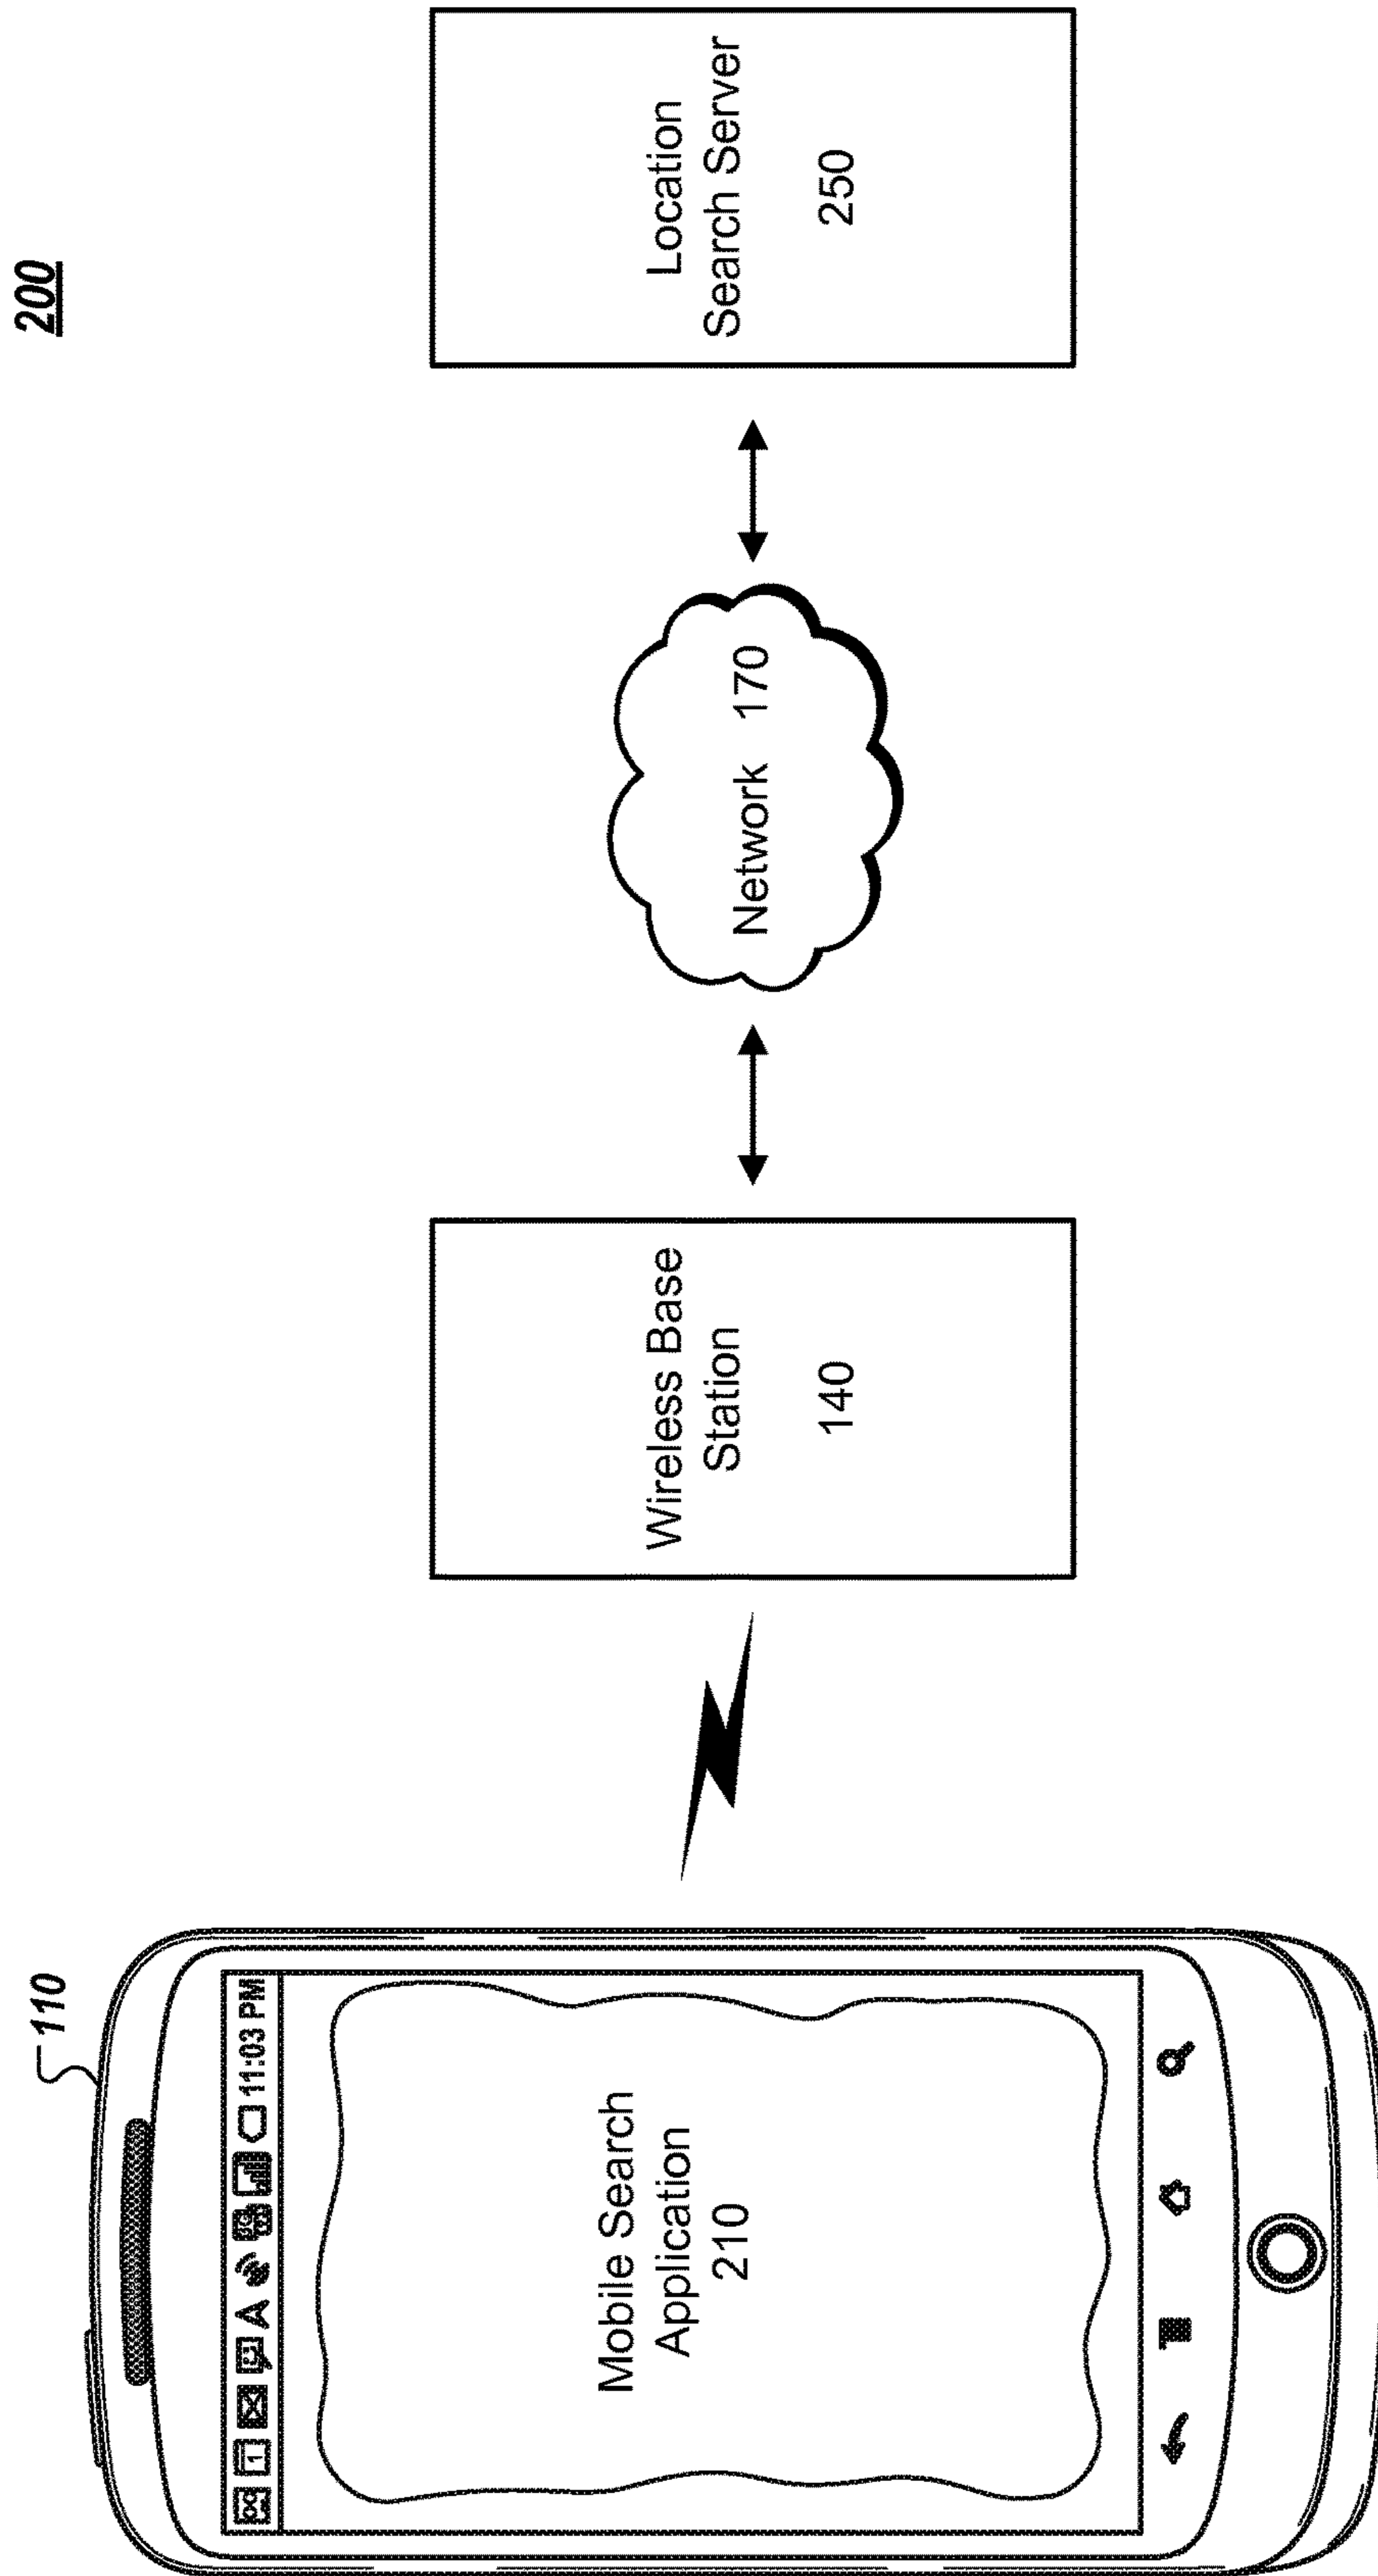 200
110
11:03 PM
Mobile Search
Application
210
Wireless Base
Station
140
Network 170
Location
Search Server
250